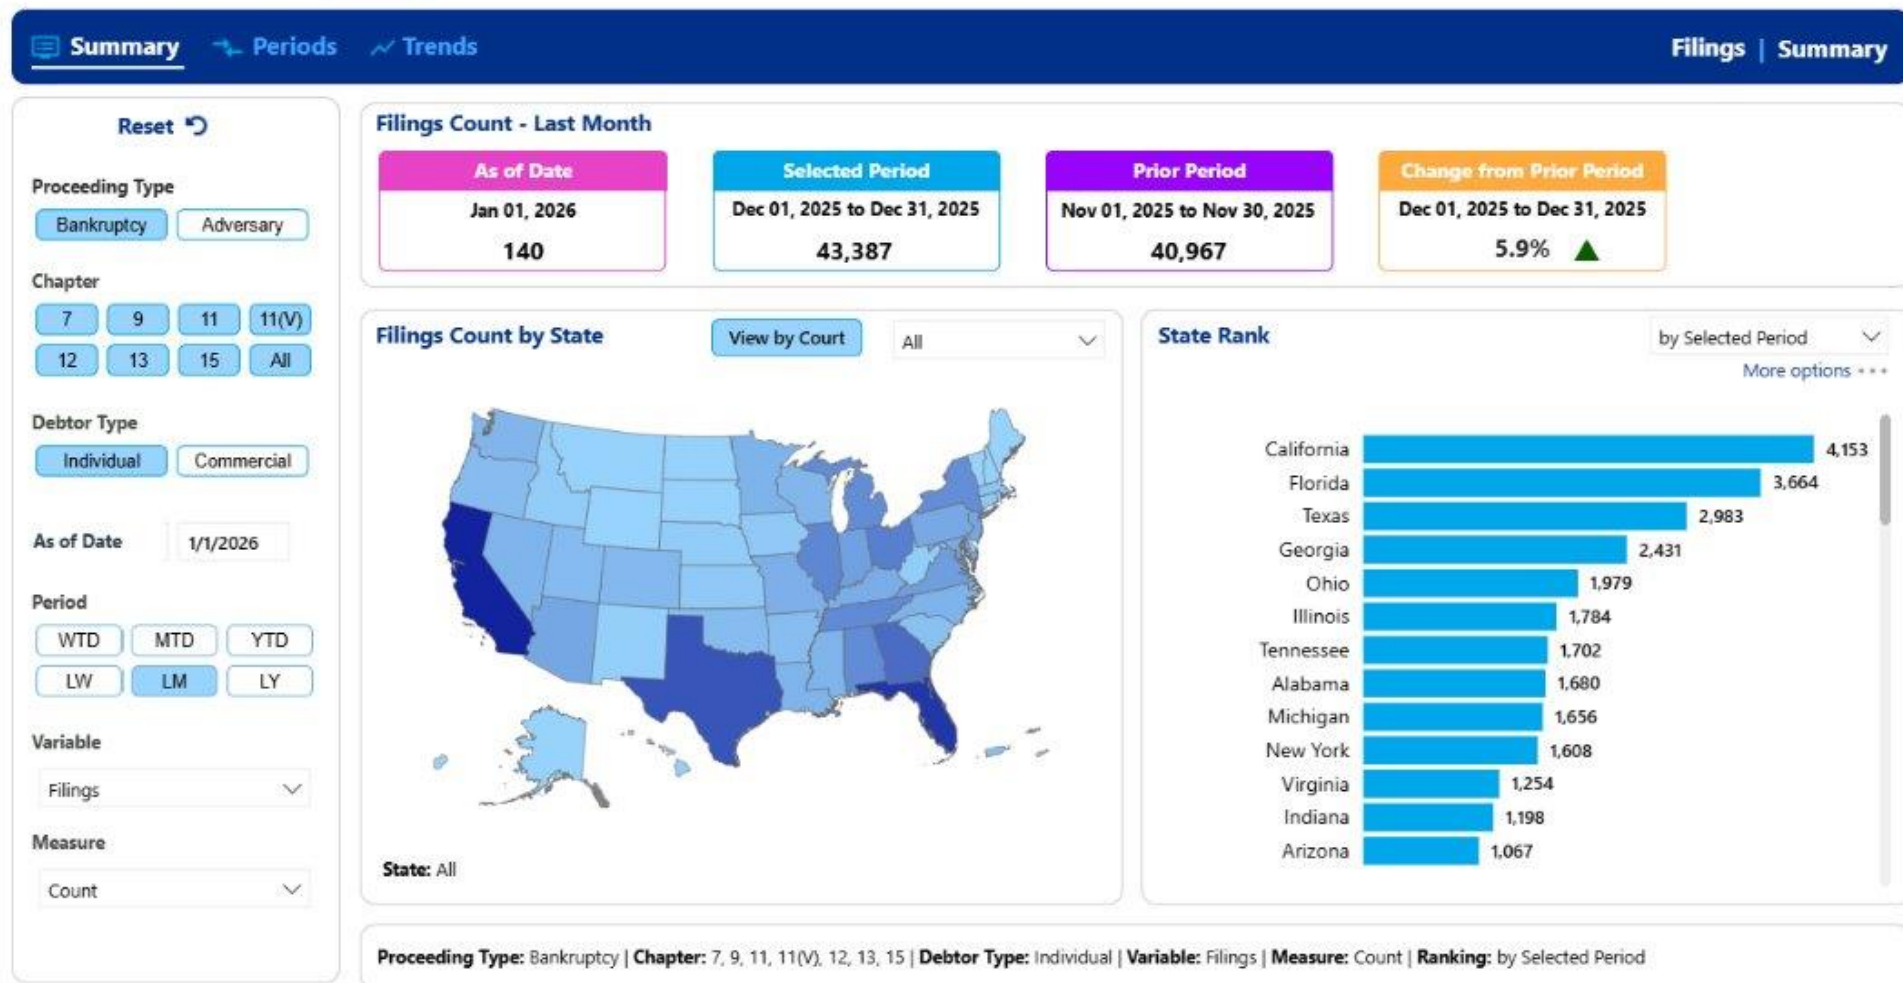 Summary Periods Trends Filings | Summary
Reset
Proceeding Type
Bankruptcy Adversary
Chapter
7 9 11 11(V)
12 13 15 All
Debtor Type
Individual Commercial
As of Date 1/1/2026
Period
WTD MTD YTD
LW LM LY
Variable
Filings
Measure
Count
Filings Count - Last Month
As of Date
Jan 01, 2026
140
Selected Period
Dec 01, 2025 to Dec 31, 2025
43,387
Prior Period
Nov 01, 2025 to Nov 30, 2025
40,967
Change from Prior Period
Dec 01, 2025 to Dec 31, 2025
5.9%
Filings Count by State View by Court All
State: All
State Rank by Selected Period
More options
California 4,153
Florida 3,664
Texas 2,983
Georgia 2,431
Ohio 1,979
Illinois 1,784
Tennessee 1,702
Alabama 1,680
Michigan 1,656
New York 1,608
Virginia 1,254
Indiana 1,198
Arizona 1,067
Proceeding Type: Bankruptcy | Chapter: 7, 9, 11, 11(V), 12, 13, 15 | Debtor Type: Individual | Variable: Filings | Measure: Count | Ranking: by Selected Period